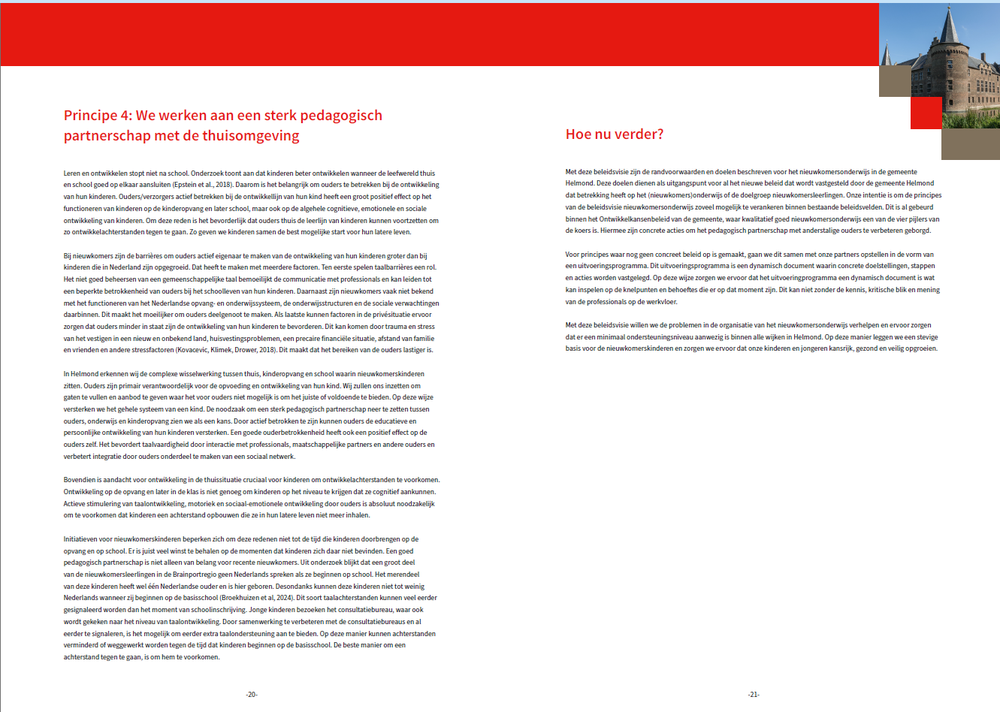 Principe 4: We werken aan een sterk pedagogisch
partnerschap met de thuisomgeving
Leren en ontwikkelen stopt niet na school. Onderzoek toont aan dat kinderen beter ontwikkelen wanneer de leefwereld thuis
en school goed op elkaar aansluiten (Epstein et al., 2018). Daarom is het belangrijk om ouders te betrekken bij de ontwikkeling
van hun kinderen. Ouders/verzorgers actief betrekken bij de ontwikkellijn van hun kind heeft een groot positief effect op het
functioneren van kinderen op de kinderopvang en later school, maar ook op de algehele cognitieve, emotionele en sociale
ontwikkeling van kinderen. Om deze reden is het bevorderlijk dat ouders thuis de leerlijn van kinderen kunnen voortzetten om
zo ontwikkelachterstanden tegen te gaan. Zo geven we kinderen samen de best mogelijke start voor hun latere leven.
Bij nieuwkomers zijn de barrières om ouders actief eigenaar te maken van de ontwikkeling van hun kinderen groter dan bij
kinderen die in Nederland zijn opgegroeid. Dat heeft te maken met meerdere factoren. Ten eerste spelen taalbarrières een rol.
Het niet goed beheersen van een gemeenschappelijke taal bemoeilijkt de communicatie met professionals en kan leiden tot
een beperkte betrokkenheid van ouders bij het schoolleven van hun kinderen. Daarnaast zijn nieuwkomers vaak niet bekend
met het functioneren van het Nederlandse opvang- en onderwijssysteem, de onderwijsstructuren en de sociale verwachtingen
daarbinnen. Dit maakt het moeilijker om ouders deelgenoot te maken. Als laatste kunnen factoren in de privésituatie ervoor
zorgen dat ouders minder in staat zijn de ontwikkeling van hun kinderen te bevorderen. Dit kan komen door trauma en stress
van het vestigen in een nieuw en onbekend land, huisvestingsproblemen, een precaire financiële situatie, afstand van familie
en vrienden en andere stressfactoren (Kovacevic, Klimek, Drower, 2018). Dit maakt dat het bereiken van de ouders lastiger is.
In Helmond erkennen wij de complexe wisselwerking tussen thuis, kinderopvang en school waarin nieuwkomerskinderen
zitten. Ouders zijn primair verantwoordelijk voor de opvoeding en ontwikkeling van hun kind. Wij zullen ons inzetten om
gaten te vullen en aanbod te geven waar het voor ouders niet mogelijk is om het juiste of voldoende te bieden. Op deze wijze
versterken we het gehele systeem van een kind. De noodzaak om een sterk pedagogisch partnerschap neer te zetten tussen
ouders, onderwijs en kinderopvang zien we als een kans. Door actief betrokken te zijn kunnen ouders de educatieve en
persoonlijke ontwikkeling van hun kinderen versterken. Een goede ouderbetrokkenheid heeft ook een positief effect op de
ouders zelf. Het bevordert taalvaardigheid door interactie met professionals, maatschappelijke partners en andere ouders en
verbetert integratie door ouders onderdeel te maken van een sociaal netwerk.
Bovendien is aandacht voor ontwikkeling in de thuissituatie cruciaal voor kinderen om ontwikkelachterstanden te voorkomen.
Ontwikkeling op de opvang en later in de klas is niet genoeg om kinderen op het niveau te krijgen dat ze cognitief aankunnen.
Actieve stimulering van taalontwikkeling, motoriek en sociaal-emotionele ontwikkeling door ouders is absoluut noodzakelijk
om te voorkomen dat kinderen een achterstand opbouwen die ze in hun latere leven niet meer inhalen.
Initiatieven voor nieuwkomerskinderen beperken zich om deze redenen niet tot de tijd die kinderen doorbrengen op de
opvang en op school. Er is juist veel winst te behalen op de momenten dat kinderen zich daar niet bevinden. Een goed
pedagogisch partnerschap is niet alleen van belang voor recente nieuwkomers. Uit onderzoek blijkt dat een groot deel
van de nieuwkomersleerlingen in de Brainportregio geen Nederlands spreken als ze beginnen op school. Het merendeel
van deze kinderen heeft wel één Nederlandse ouder en is hier geboren. Desondanks kunnen deze kinderen niet tot weinig
Nederlands wanneer zij beginnen op de basisschool (Broekhuizen et al, 2024). Dit soort taalachterstanden kunnen veel eerder
gesignaleerd worden dan het moment van schoolinschrijving. Jonge kinderen bezoeken het consultatiebureau, waar ook
wordt gekeken naar het niveau van taalontwikkeling. Door samenwerking te verbeteren met de consultatiebureaus en al
eerder te signaleren, is het mogelijk om eerder extra taalondersteuning aan te bieden. Op deze manier kunnen achterstanden
verminderd of weggewerkt worden tegen de tijd dat kinderen beginnen op de basisschool. De beste manier om een
achterstand tegen te gaan, is om hem te voorkomen.
-20-
Hoe nu verder?
Met deze beleidsvisie zijn de randvoorwaarden en doelen beschreven voor het nieuwkomersonderwijs in de gemeente
Helmond. Deze doelen dienen als uitgangspunt voor al het nieuwe beleid dat wordt vastgesteld door de gemeente Helmond
dat betrekking heeft op het (nieuwkomers)onderwijs of de doelgroep nieuwkomersleerlingen. Onze intentie is om de principes
van de beleidsvisie nieuwkomersonderwijs zoveel mogelijk te verankeren binnen bestaande beleidsvelden. Dit is al gebeurd
binnen het Ontwikkelkansenbeleid van de gemeente, waar kwalitatief goed nieuwkomersonderwijs een van de vier pijlers van
de koers is. Hiermee zijn concrete acties om het pedagogisch partnerschap met anderstalige ouders te verbeteren geborgd.
Voor principes waar nog geen concreet beleid op is gemaakt, gaan we dit samen met onze partners opstellen in de vorm van
een uitvoeringsprogramma. Dit uitvoeringsprogramma is een dynamisch document waarin concrete doelstellingen, stappen
en acties worden vastgelegd. Op deze wijze zorgen we ervoor dat het uitvoeringprogramma een dynamisch document is wat
kan inspelen op de knelpunten en behoeftes die er op dat moment zijn. Dit kan niet zonder de kennis, kritische blik en mening
van de professionals op de werkvloer.
Met deze beleidsvisie willen we de problemen in de organisatie van het nieuwkomersonderwijs verhelpen en ervoor zorgen
dat er een minimaal ondersteuningsniveau aanwezig is binnen alle wijken in Helmond. Op deze manier leggen we een stevige
basis voor de nieuwkomerskinderen en zorgen we ervoor dat onze kinderen en jongeren kansrijk, gezond en veilig opgroeien.
-21-